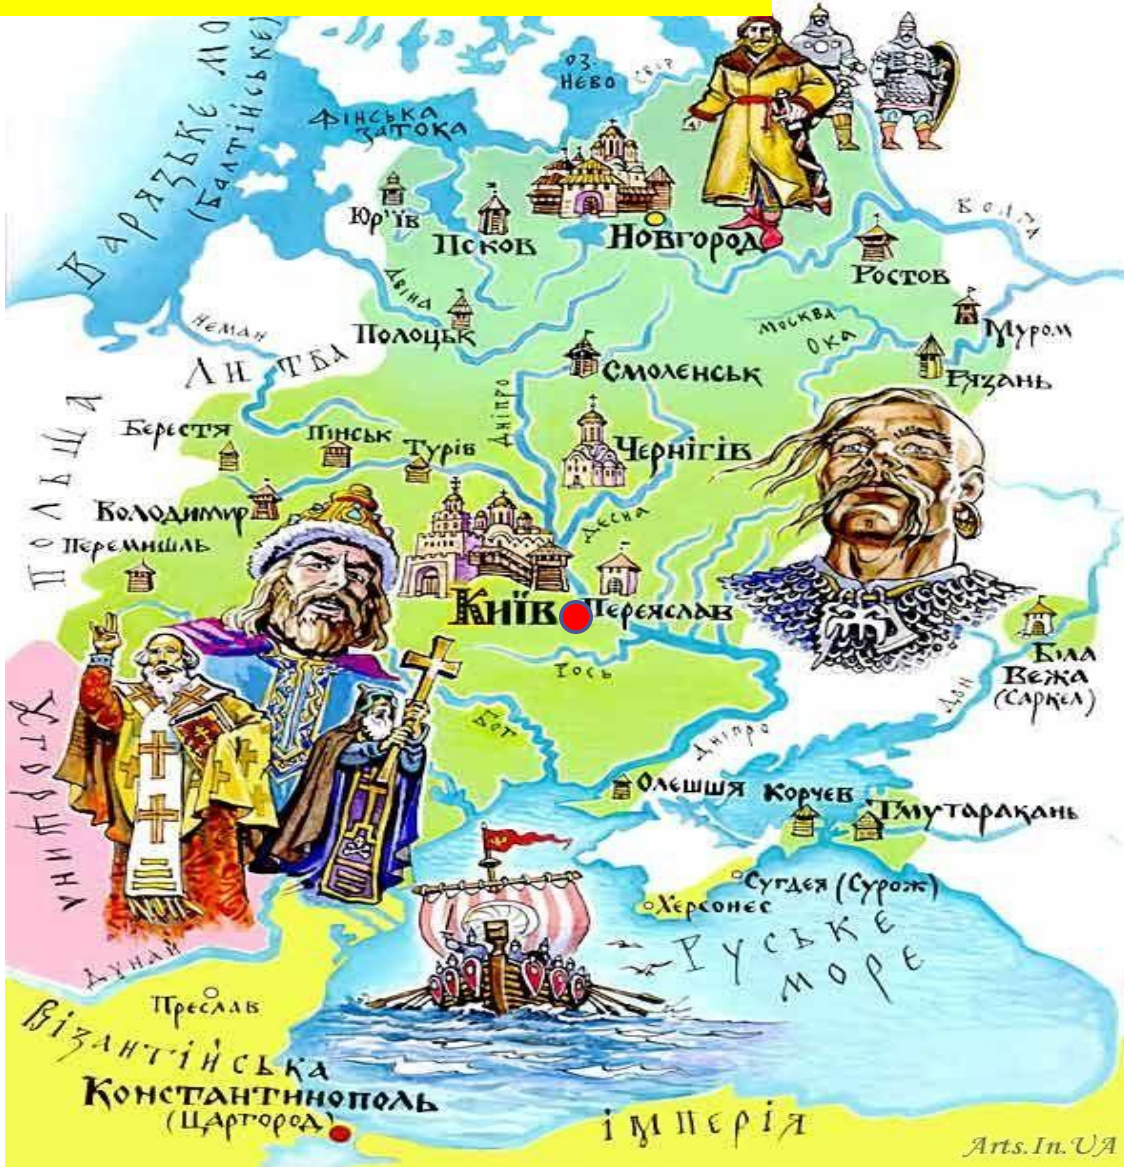 Варязьке мо
(Балтійське)
оз.
Нево
Свір
Фінська
затока
Юр'їв
Псков
Новгород
Волга
Ростов
Двіна
Полоцьк
Неман
Литва
Москва
Ока
Муром
Рязань
Смоленськ
Дніпро
Польща
Берестя
Пінськ
Турів
Чернігів
Володимир
Перемишль
Десна
Київ
Переяслав
Рось
Біла
Вежа
(Саркел)
Дон
Бог
Дніпро
Угорщина
Олешшя
Корчев
Тмутаракань
Сугдея (Сурож)
Херсонес
Руське
море
Дунай
Преслав
Візантійська
Константинополь
(Царгород)
імперія
Arts.In.UA